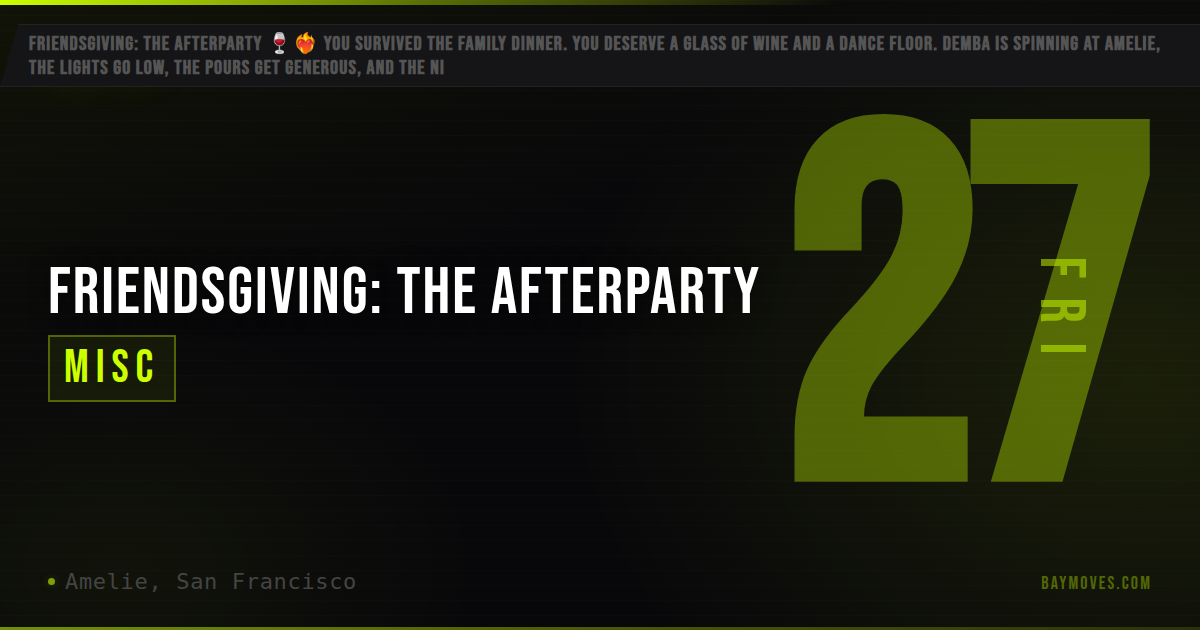 FRIENDSGIVING: THE AFTERPARTY 🍷 ❤️‍🔥 YOU SURVIVED THE FAMILY DINNER. YOU DESERVE A GLASS OF WINE AND A DANCE FLOOR. DEMBA IS SPINNING AT AMELIE,
THE LIGHTS GO LOW, THE POURS GET GENEROUS, AND THE NI
27
FRI
FRIENDSGIVING: THE AFTERPARTY
MISC
Amelie, San Francisco
BAYMOVES.COM